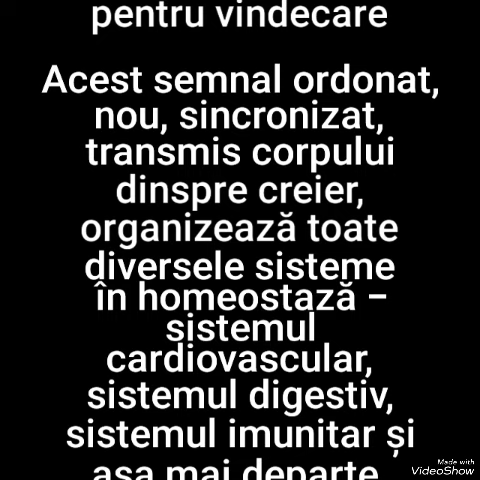 pentru vindecare
Acest semnal ordonat,
nou, sincronizat,
transmis corpului
dinspre creier,
organizează toate
diversele sisteme
în homeostază –
sistemul
cardiovascular,
sistemul digestiv,
sistemul imunitar și
așa mai departe
Made with
VideoShow